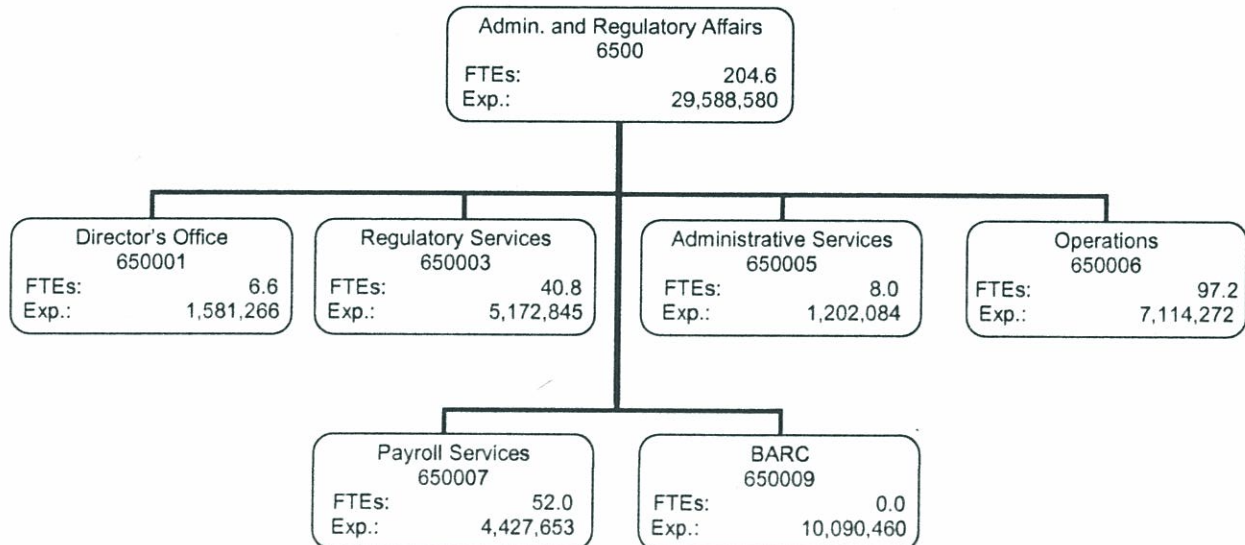 Admin. and Regulatory Affairs
6500
FTEs: 204.6
Exp.: 29,588,580
Director's Office
650001
FTEs: 6.6
Exp.: 1,581,266
Regulatory Services
650003
FTEs: 40.8
Exp.: 5,172,845
Administrative Services
650005
FTEs: 8.0
Exp.: 1,202,084
Operations
650006
FTEs: 97.2
Exp.: 7,114,272
Payroll Services
650007
FTEs: 52.0
Exp.: 4,427,653
BARC
650009
FTEs: 0.0
Exp.: 10,090,460